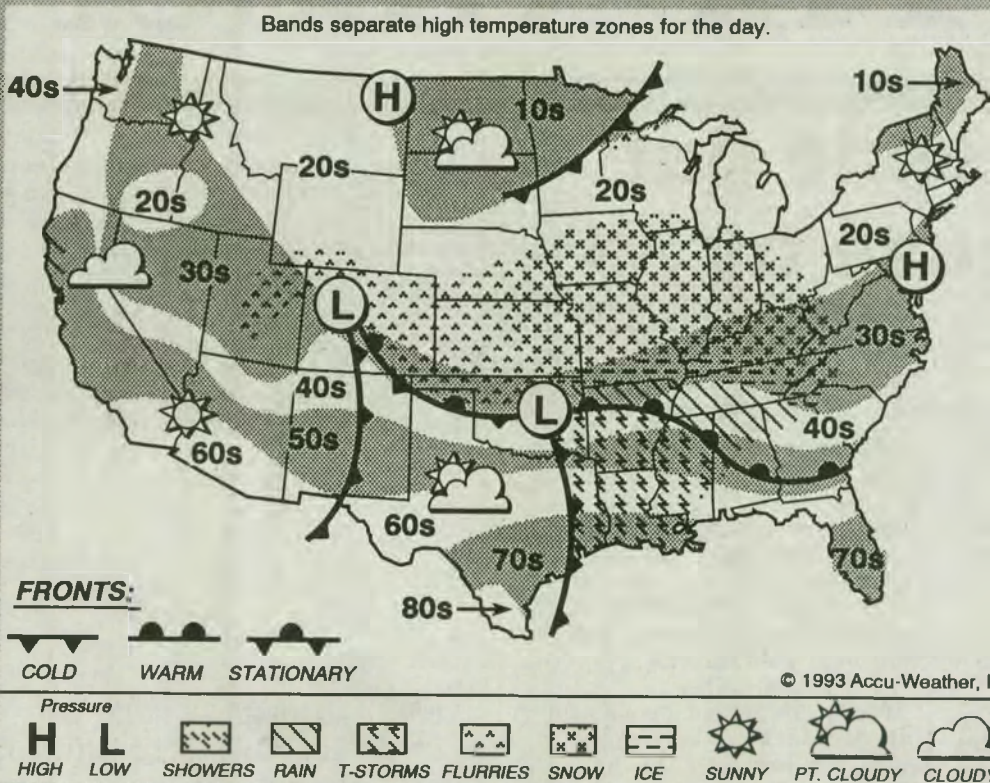 Bands separate high temperature zones for the day.
40s
10s
10s
H
20s
20s
20s
20s
H
30s
L
30s
40s
L
40s
50s
60s
60s
70s
70s
80s
FRONTS:
COLD WARM STATIONARY
© 1993 Accu-Weather, I
Pressure
H L
HIGH LOW SHOWERS RAIN T-STORMS FLURRIES SNOW ICE SUNNY PT. CLOUDY CLOUDY